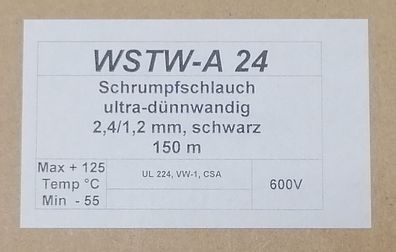 WSTW-A 24
Schrumpfschlauch
ultra-dünnwandig
2,4/1,2 mm, schwarz
150 m
Max + 125
Temp °C
Min - 55
UL 224, VW-1, CSA
600V